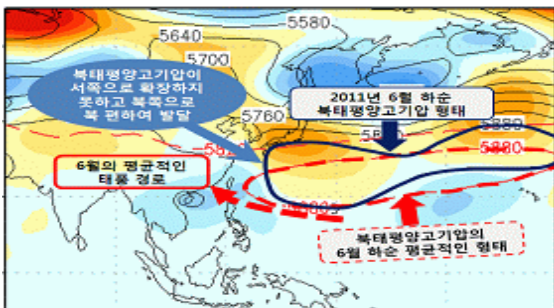 5580
5640
5700
북태평양고기압이
서쪽으로 확장하지
못하고 북쪽으로
북 편하여 발달
5760
2011년 6월 하순
북태평양고기압 형태
5880
5880
6월의 평균적인
태풍 경로
북태평양고기압의
6월 하순 평균적인 형태